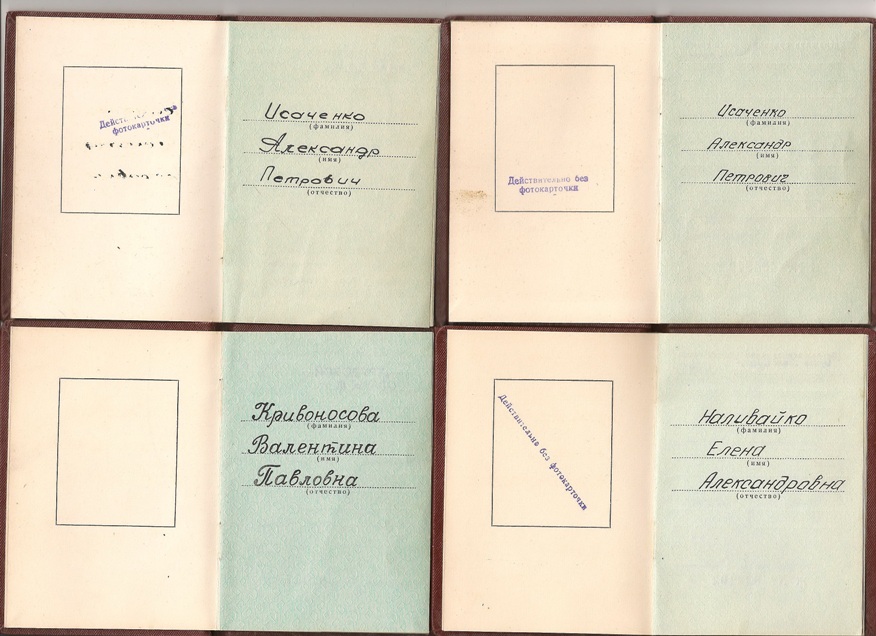 Действительно без
фотокарточки
Исаченко
(фамилия)
Александр
(имя)
Петрович
(отчество)
Действительно без
фотокарточки
Исаченко
(фамилия)
Александр
(имя)
Петрович
(отчество)
Кривоносова
(фамилия)
Валентина
(имя)
Павловна
(отчество)
Действительно без фотокарточки
Наливайко
(фамилия)
Елена
(имя)
Александровна
(отчество)